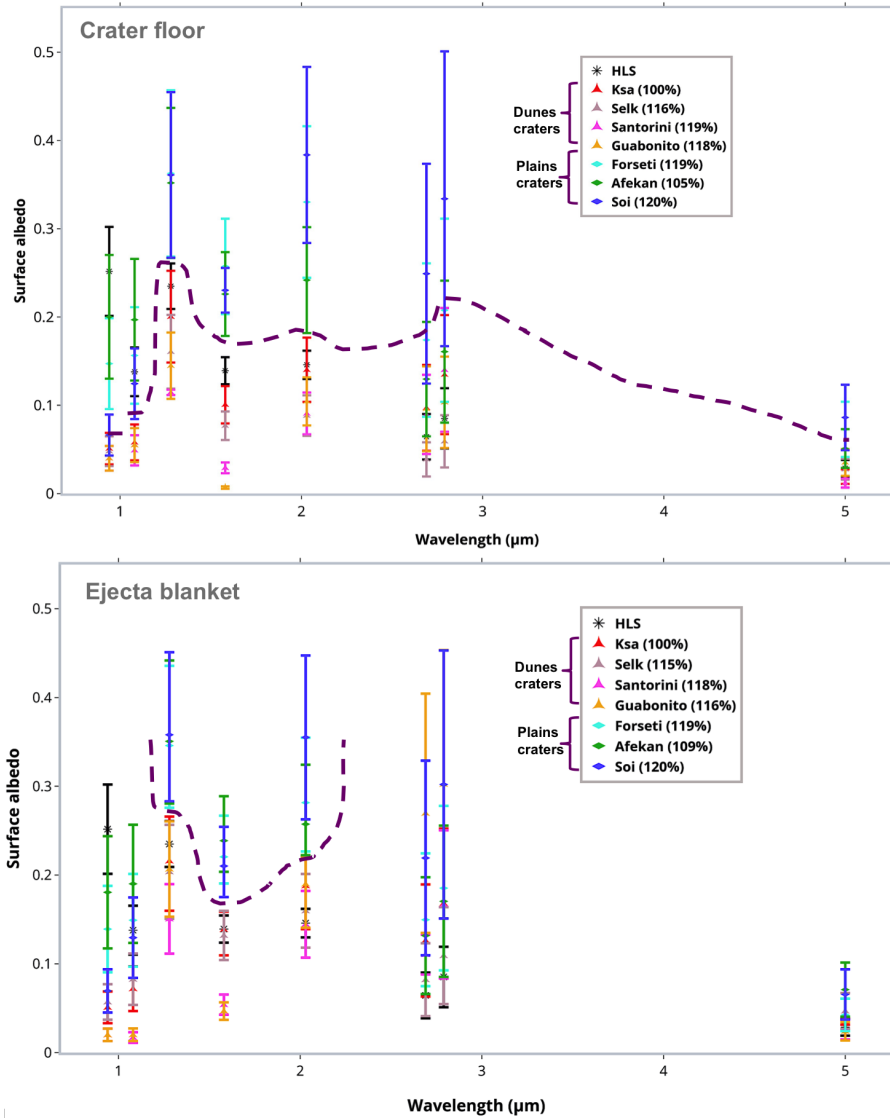 Crater floor
0.5
0.4
0.3
0.2
0.1
0
Surface albedo
HLS
Ksa (100%)
Selk (116%)
Santorini (119%)
Guabonito (118%)
Forseti (119%)
Afekan (105%)
Soi (120%)
Dunes
craters
Plains
craters
1
2
3
4
5
Wavelength (μm)
Ejecta blanket
0.5
0.4
0.3
0.2
0.1
0
Surface albedo
HLS
Ksa (100%)
Selk (115%)
Santorini (118%)
Guabonito (116%)
Forseti (119%)
Afekan (109%)
Soi (120%)
Dunes
craters
Plains
craters
1
2
3
4
5
Wavelength (μm)